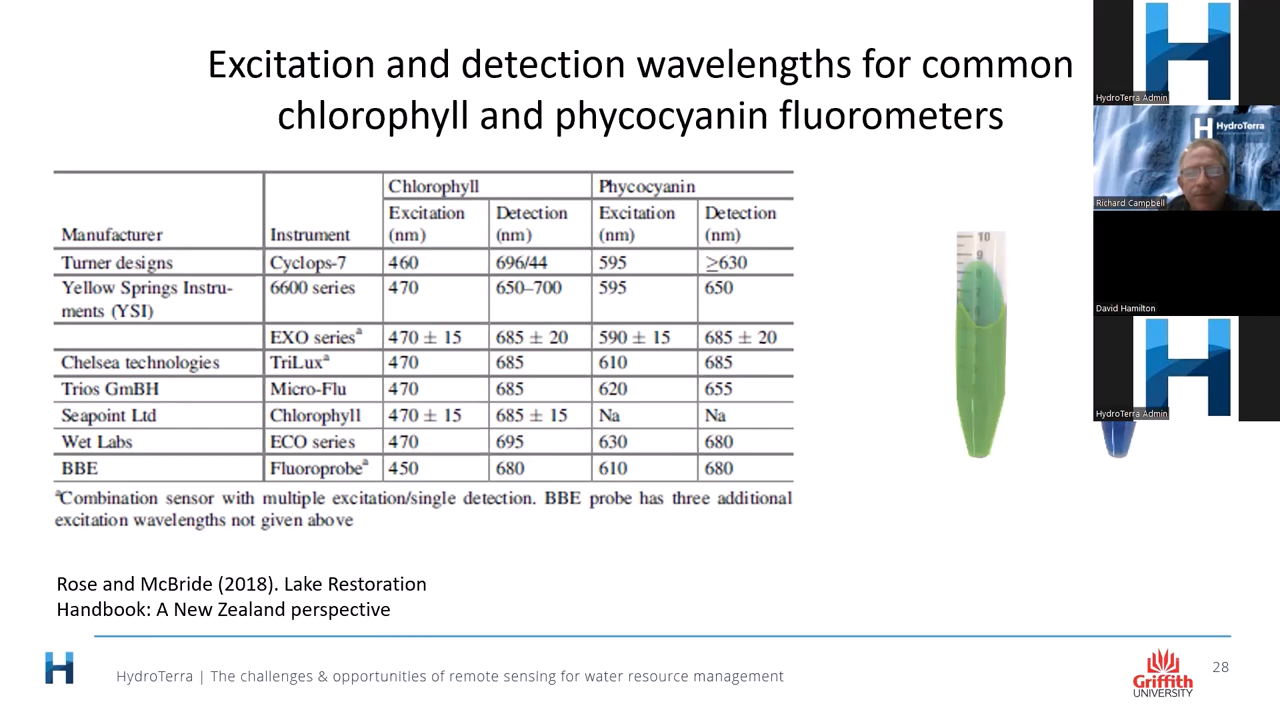 Excitation and detection wavelengths for common
chlorophyll and phycocyanin fluorometers
Chlorophyll Phycocyanin
Manufacturer Instrument Excitation (nm) Detection (nm) Excitation (nm) Detection (nm)
Turner designs Cyclops-7 460 696/44 595 ≥630
Yellow Springs Instru-
ments (YSI) 6600 series 470 650–700 595 650
EXO seriesᵃ 470 ± 15 685 ± 20 590 ± 15 685 ± 20
Chelsea technologies TriLuxᵃ 470 685 610 685
Trios GmBH Micro-Flu 470 685 620 655
Seapoint Ltd Chlorophyll 470 ± 15 685 ± 15 Na Na
Wet Labs ECO series 470 695 630 680
BBE Fluoroprobeᵃ 450 680 610 680
ᵃCombination sensor with multiple excitation/single detection. BBE probe has three additional
excitation wavelengths not given above
Rose and McBride (2018). Lake Restoration
Handbook: A New Zealand perspective
HydroTerra | The challenges & opportunities of remote sensing for water resource management
Griffith
UNIVERSITY
28
10
9
HydroTerra Admin
HydroTerra
Richard Campbell
David Hamilton
HydroTerra Admin